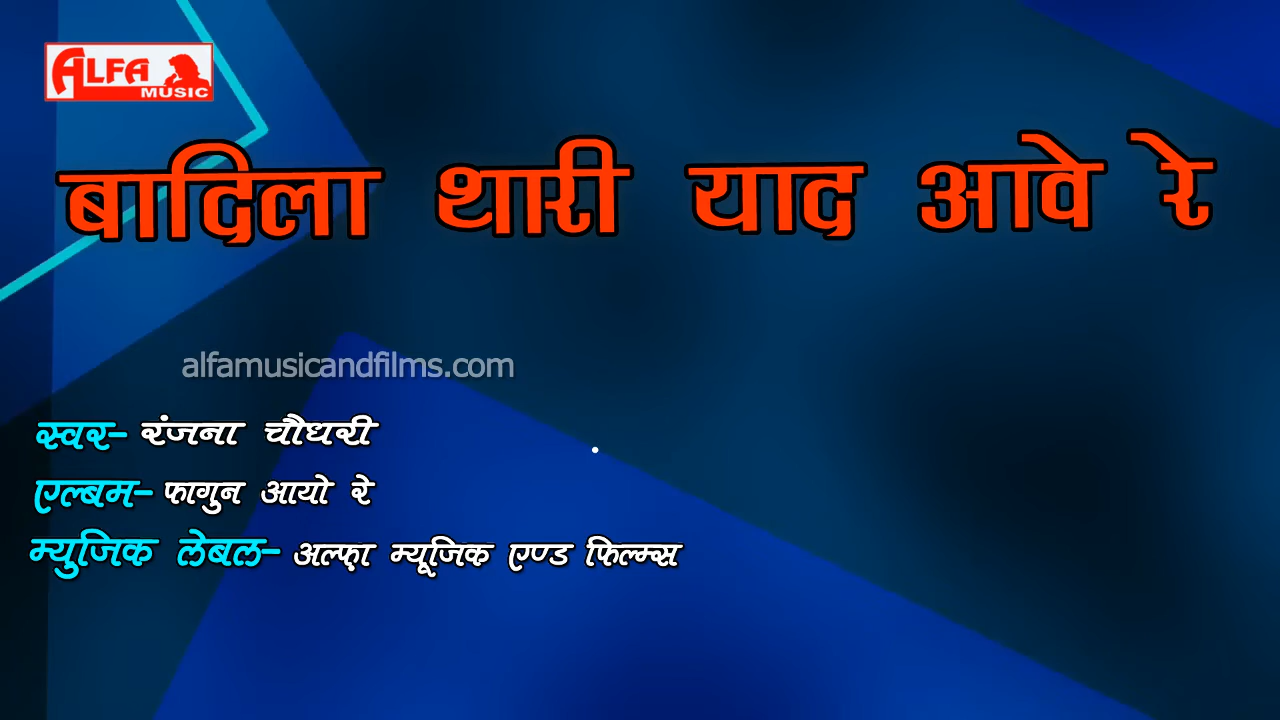 ALFA
MUSIC
बादिला थारी याद आवे रे
alfamusicandfilms.com
स्वर- रंजना चौधरी
एल्बम- फागुन आयो रे
म्युजिक लेबल- अल्फ़ा म्यूजिक एण्ड फिल्म्स